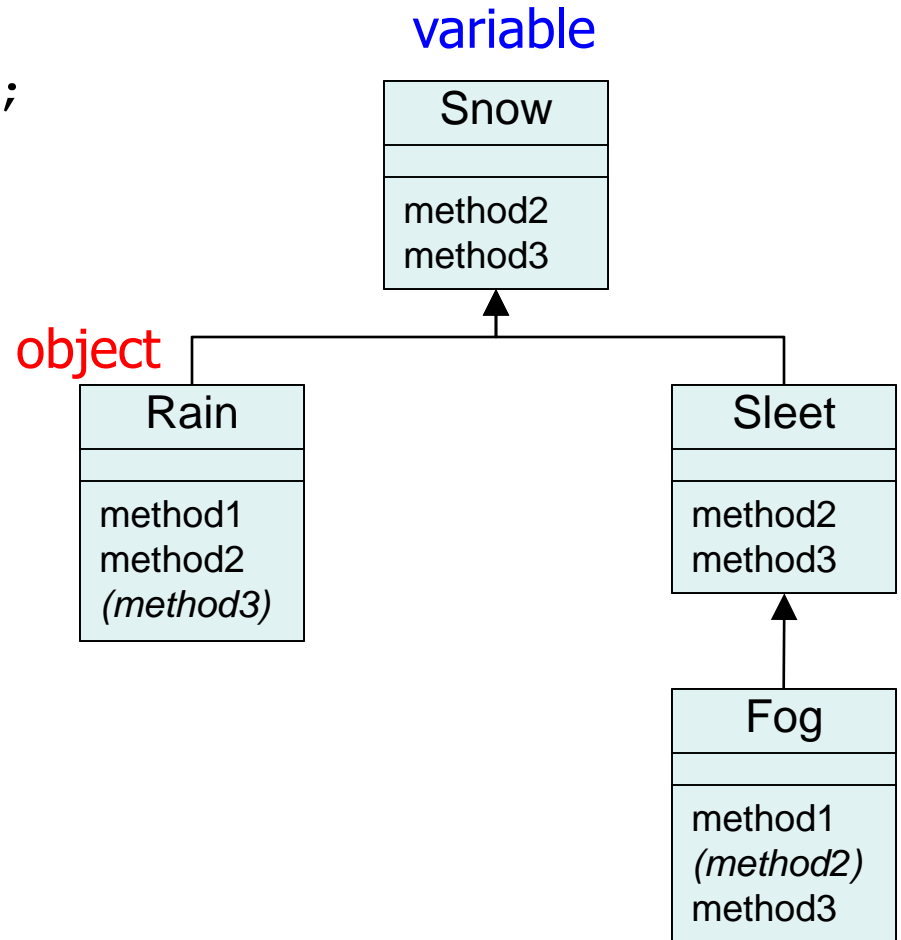 variable
;
Snow
method2
method3
object
Rain
method1
method2
(method3)
Sleet
method2
method3
Fog
method1
(method2)
method3